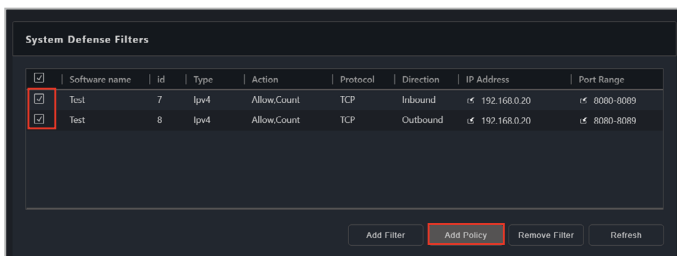 System Defense Filters
Software name | id | Type | Action | Protocol | Direction | IP Address | Port Range
Test 7 Ipv4 Allow,Count TCP Inbound 192.168.0.20 8080-8089
Test 8 Ipv4 Allow,Count TCP Outbound 192.168.0.20 8080-8089
Add Filter Add Policy Remove Filter Refresh